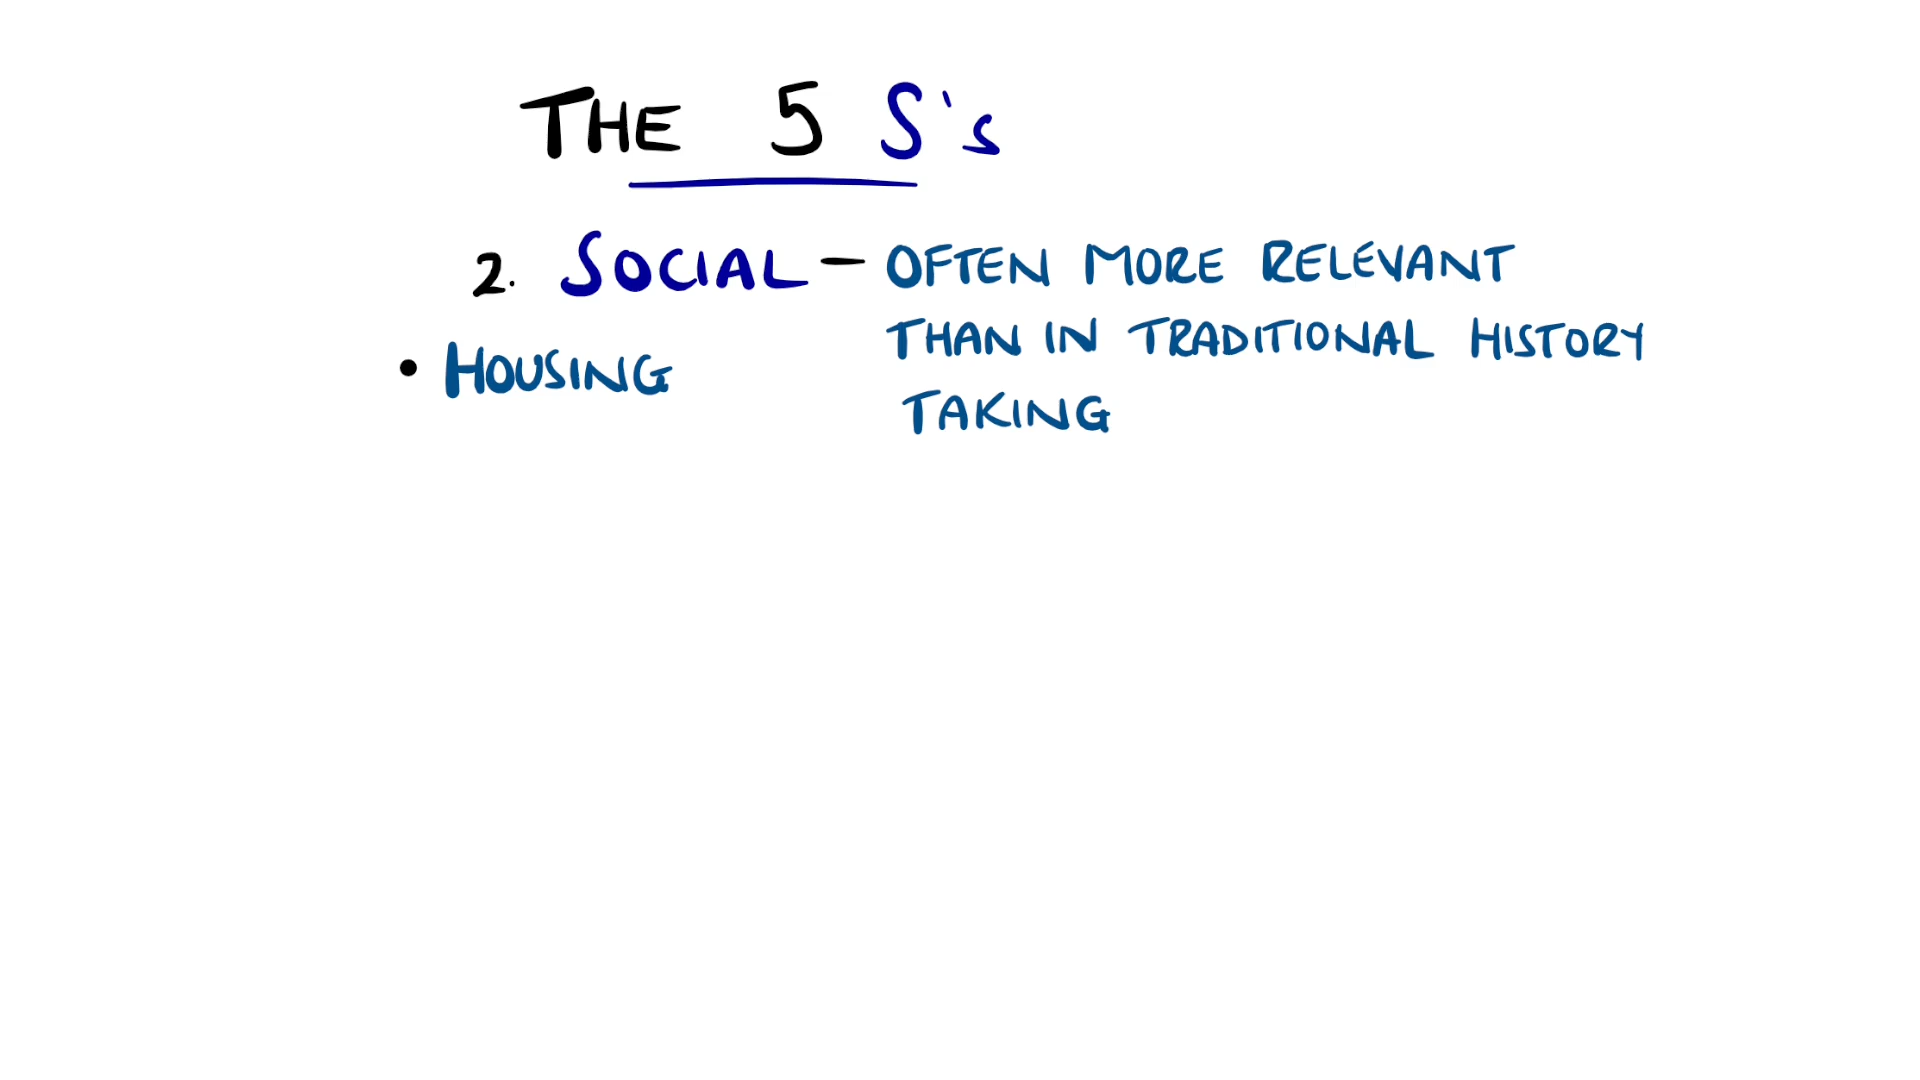 THE 5 S's
2. SOCIAL - OFTEN MORE RELEVANT
THAN IN TRADITIONAL HISTORY
TAKING
• HOUSING